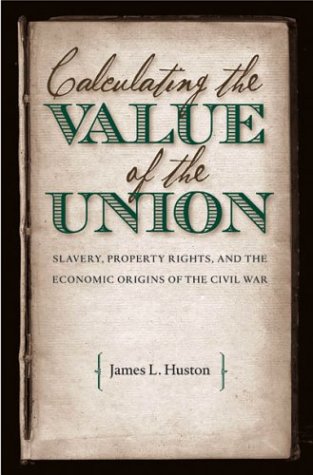 Calculating the
VALUE
of the
UNION
SLAVERY, PROPERTY RIGHTS, AND THE
ECONOMIC ORIGINS OF THE CIVIL WAR
{ James L. Huston }